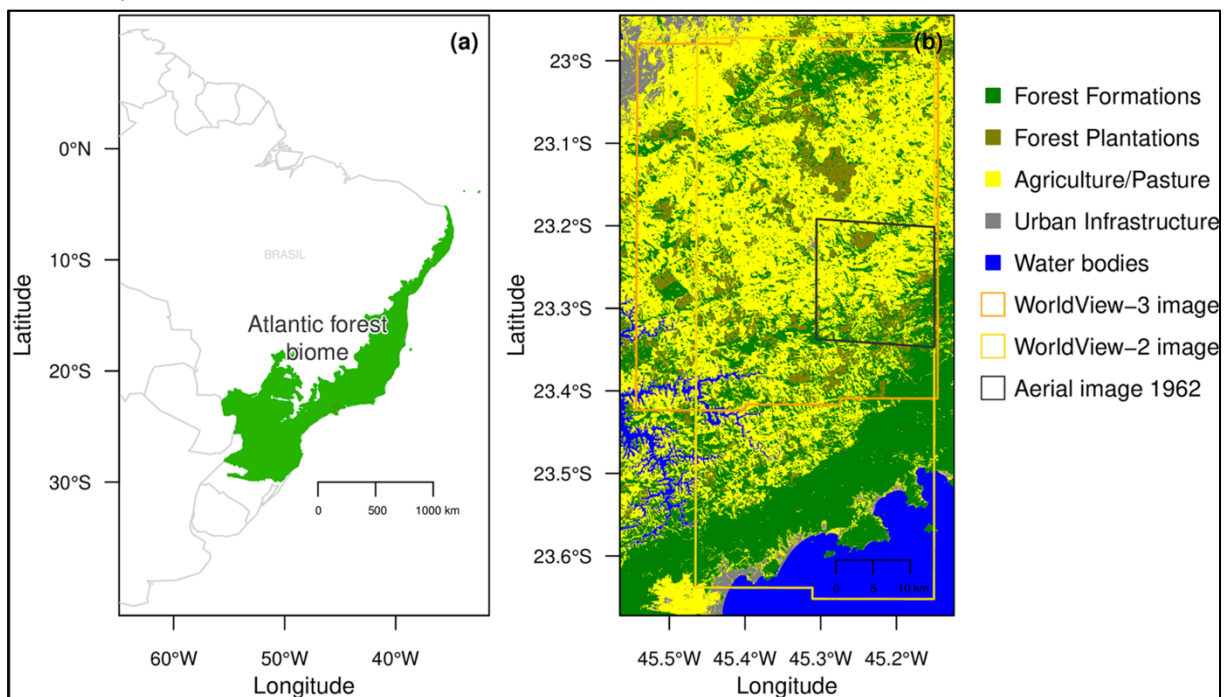 (a)
0°N
10°S
20°S
30°S
Latitude
BRASIL
Atlantic forest
biome
0 500 1000 km
60°W 50°W 40°W
Longitude
(b)
23°S
23.1°S
23.2°S
23.3°S
23.4°S
23.5°S
23.6°S
Latitude
0 5 10 km
45.5°W 45.4°W 45.3°W 45.2°W
Longitude
Forest Formations
Forest Plantations
Agriculture/Pasture
Urban Infrastructure
Water bodies
WorldView−3 image
WorldView−2 image
Aerial image 1962